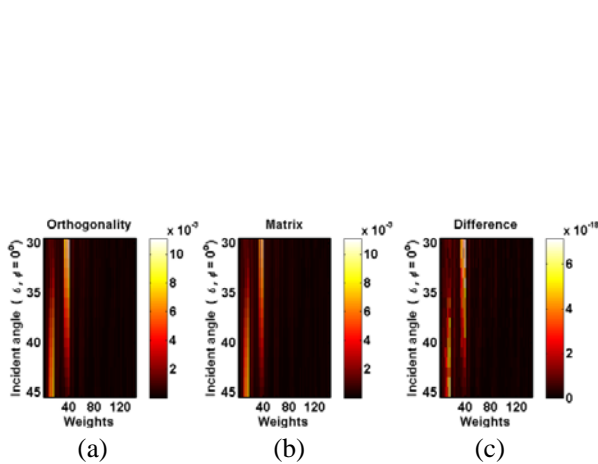 Orthogonality
x 10⁻³
30
35
40
45
Incident angle ( δ, ϕ = 0°)
40 80 120
Weights
10
8
6
4
2
(a)
Matrix
x 10⁻³
30
35
40
45
Incident angle ( δ, ϕ = 0°)
40 80 120
Weights
10
8
6
4
2
(b)
Difference
x 10⁻¹⁸
30
35
40
45
Incident angle ( δ, ϕ = 0°)
40 80 120
Weights
6
4
2
0
(c)